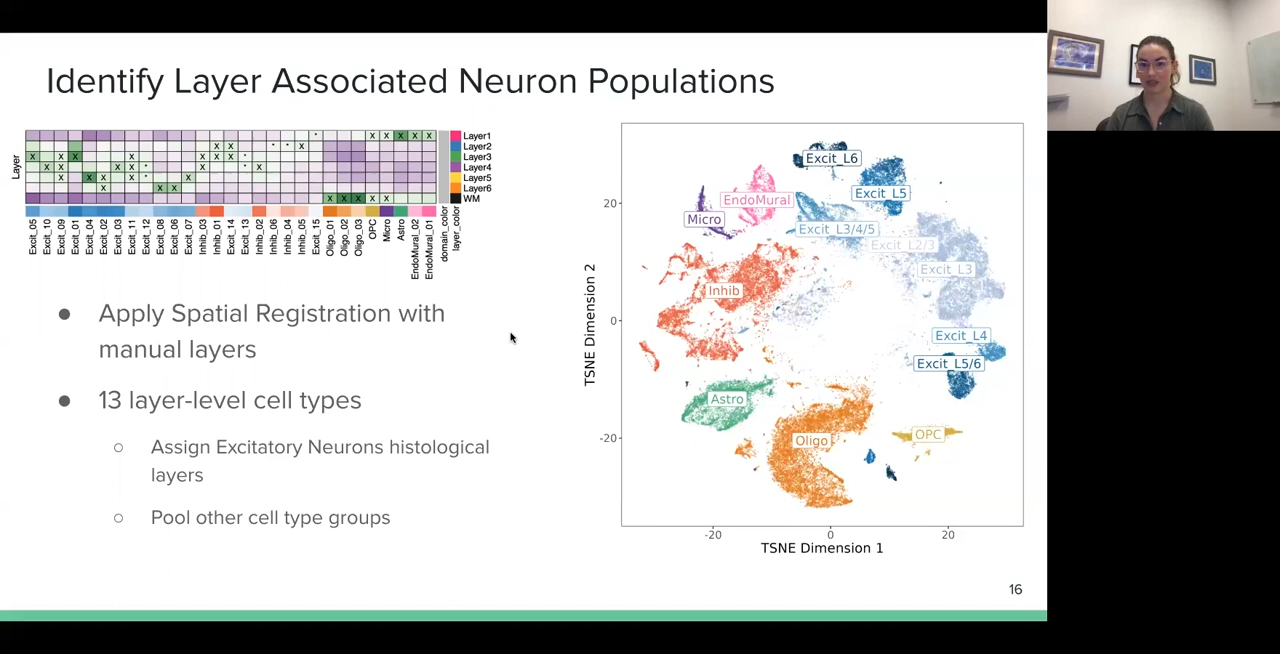 Identify Layer Associated Neuron Populations
Layer
Layer1
Layer2
Layer3
Layer4
Layer5
Layer6
WM
Excit_05
Excit_10
Excit_09
Excit_01
Excit_04
Excit_02
Excit_03
Excit_11
Excit_12
Excit_08
Excit_06
Excit_07
Inhib_03
Inhib_01
Excit_14
Excit_13
Inhib_02
Inhib_06
Inhib_04
Inhib_05
Excit_15
Oligo_01
Oligo_02
Oligo_03
OPC
Micro
Astro
EndoMural_02
EndoMural_01
domain_color
layer_color
● Apply Spatial Registration with
manual layers
● 13 layer-level cell types
○ Assign Excitatory Neurons histological
layers
○ Pool other cell type groups
Excit_L6
Excit_L5
EndoMural
Micro
Excit_L3/4/5
Excit_L2/3
Excit_L3
Inhib
Excit_L4
Excit_L5/6
Astro
OPC
Oligo
TSNE Dimension 2
20
0
-20
-20
0
20
TSNE Dimension 1
16